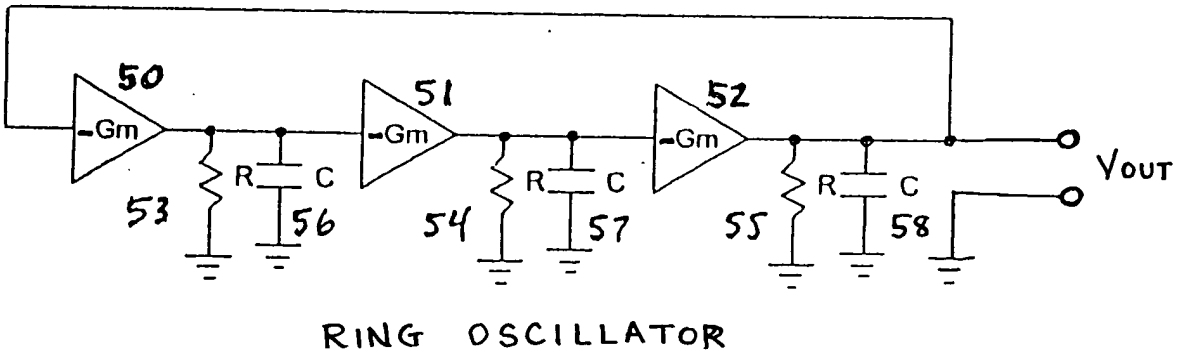 50 51 52
-Gm -Gm -Gm
R C R C R C VOUT
53 56 54 57 55 58
RING OSCILLATOR